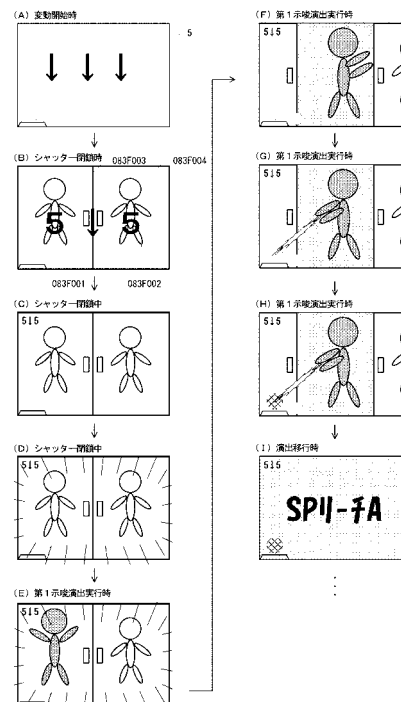 (A) 変動開始時
5
(B) シャッター閉鎖時
083F003
083F004
5 5
083F001
083F002
(C) シャッター閉鎖中
5↓5
(D) シャッター閉鎖中
5↓5
(E) 第1示唆演出実行時
5↓5
(F) 第1示唆演出実行時
5↓5
(G) 第1示唆演出実行時
5↓5
(H) 第1示唆演出実行時
5↓5
(I) 演出移行時
5↓5
SPリーチA